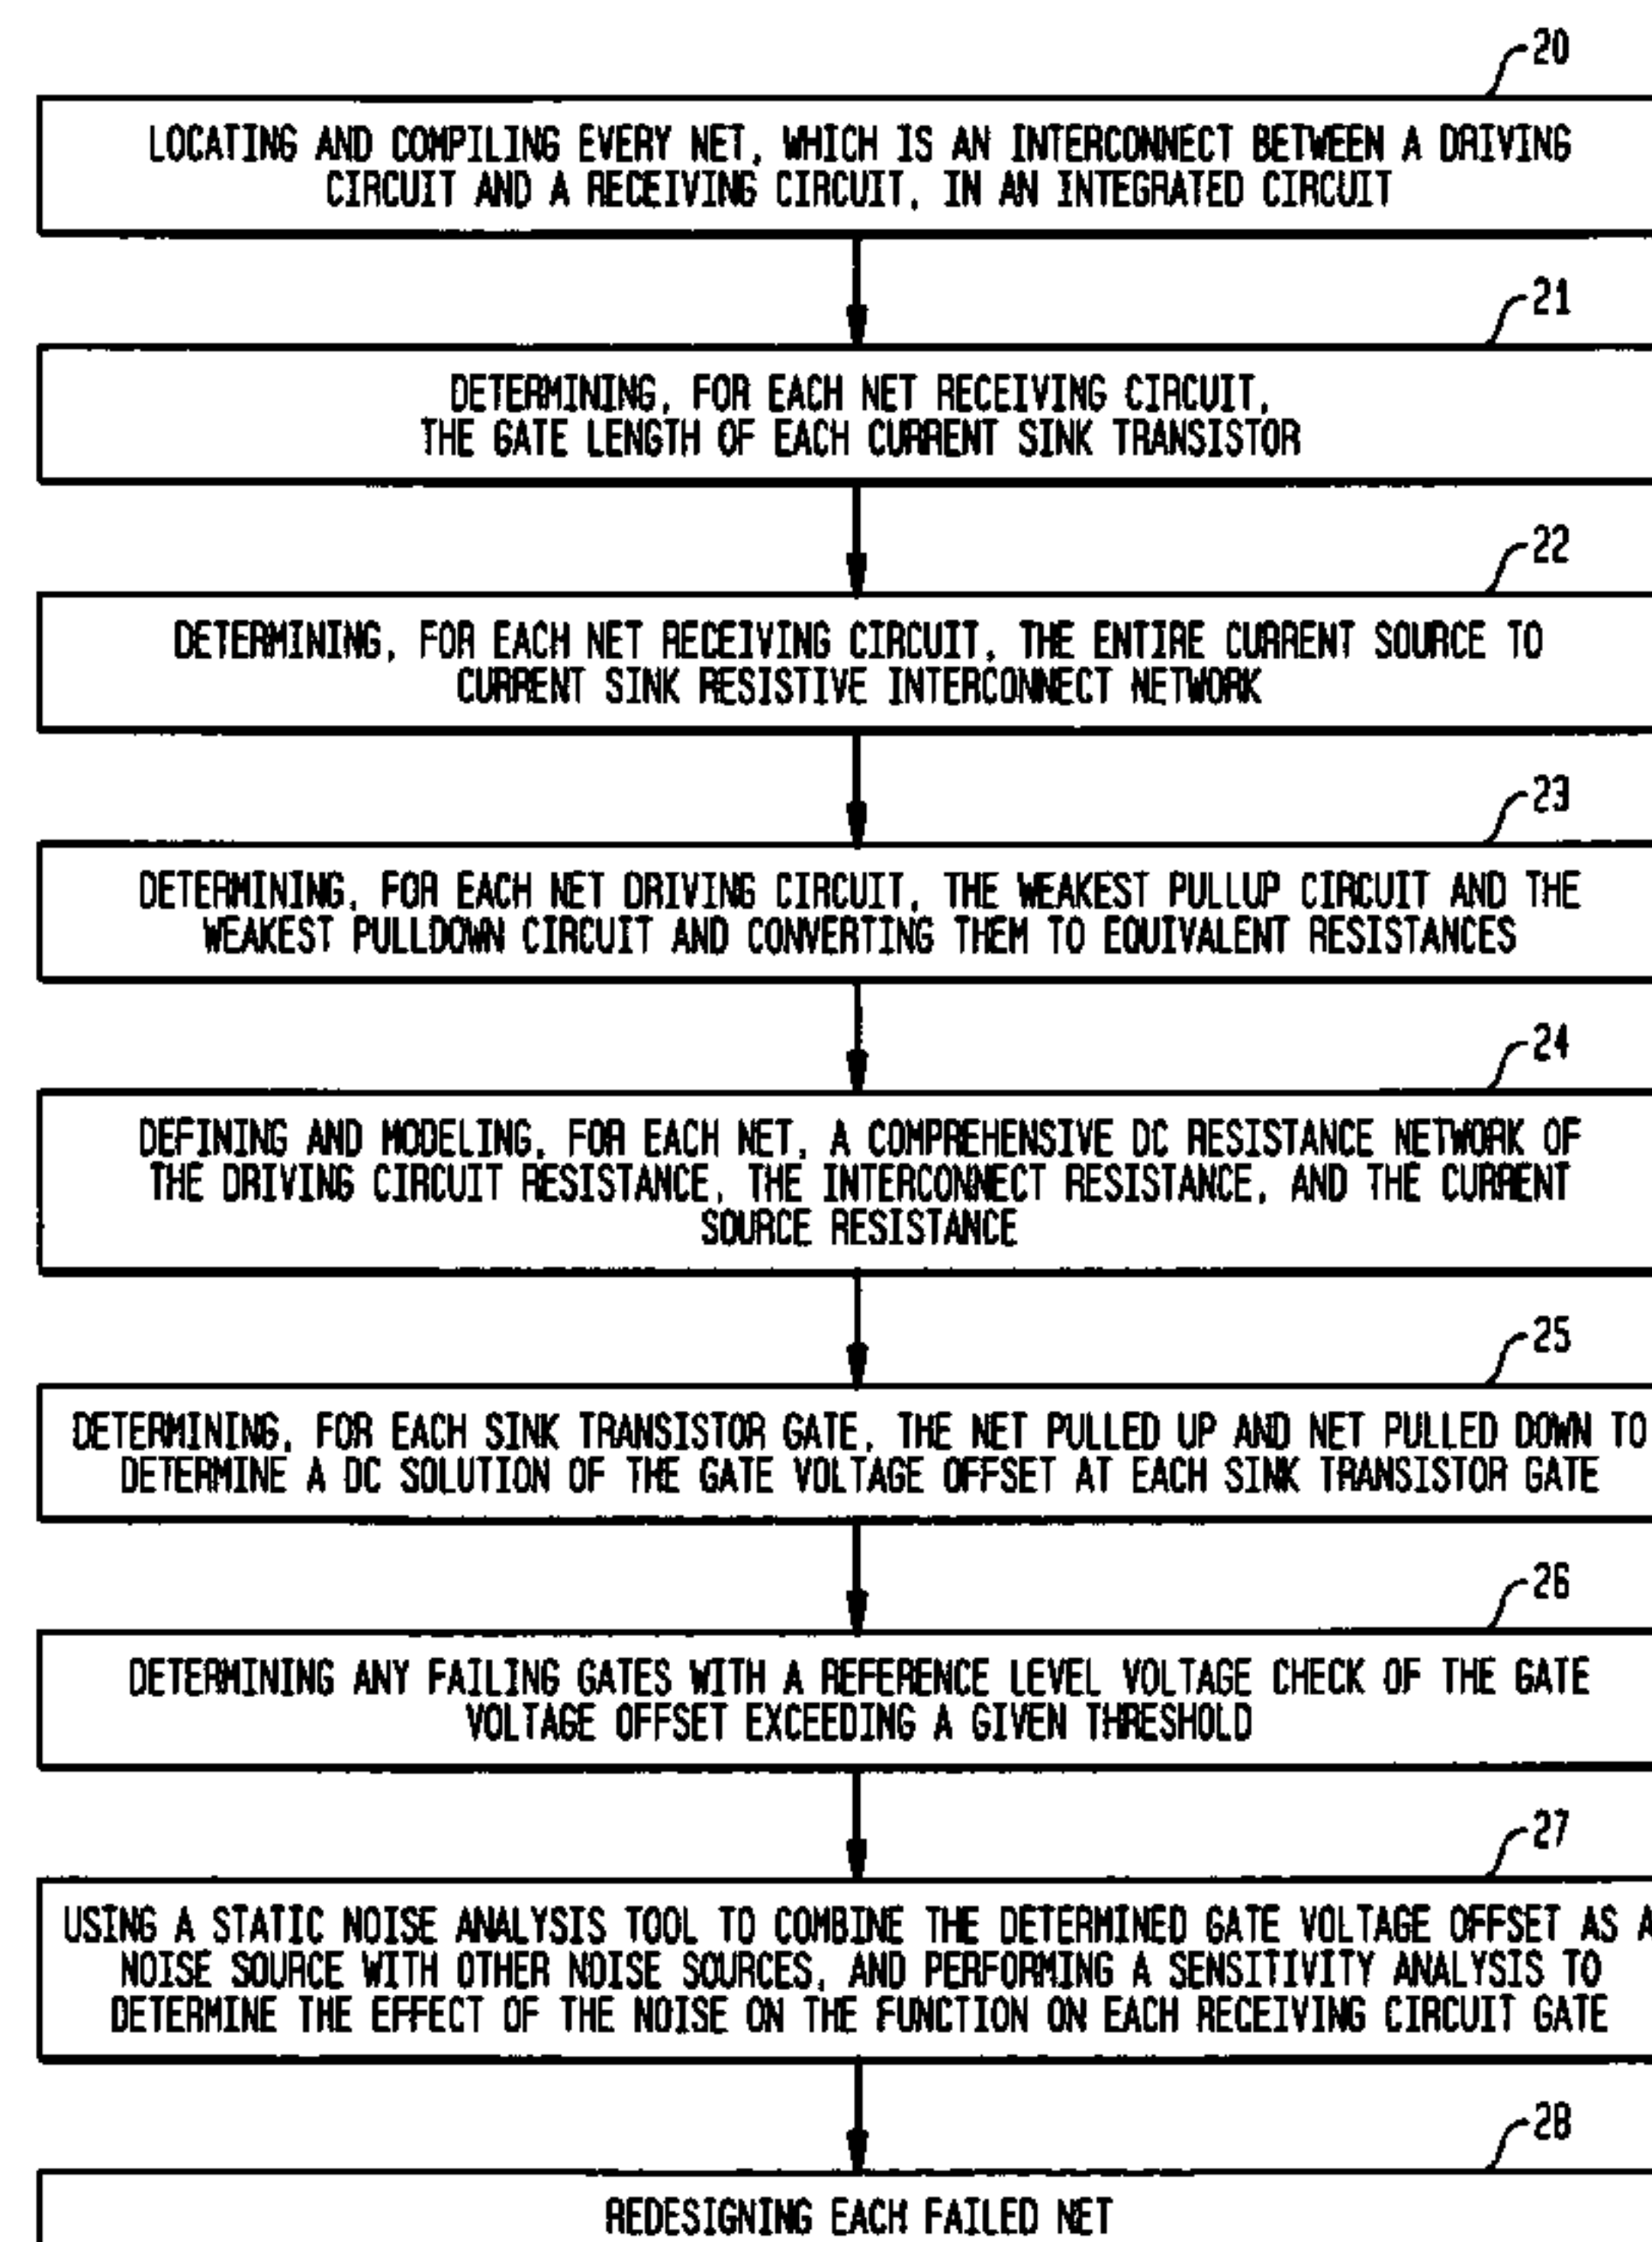 20
LOCATING AND COMPILING EVERY NET, WHICH IS AN INTERCONNECT BETWEEN A DRIVING
CIRCUIT AND A RECEIVING CIRCUIT, IN AN INTEGRATED CIRCUIT
21
DETERMINING, FOR EACH NET RECEIVING CIRCUIT,
THE GATE LENGTH OF EACH CURRENT SINK TRANSISTOR
22
DETERMINING, FOR EACH NET RECEIVING CIRCUIT, THE ENTIRE CURRENT SOURCE TO
CURRENT SINK RESISTIVE INTERCONNECT NETWORK
23
DETERMINING, FOR EACH NET DRIVING CIRCUIT, THE WEAKEST PULLUP CIRCUIT AND THE
WEAKEST PULLDOWN CIRCUIT AND CONVERTING THEM TO EQUIVALENT RESISTANCES
24
DEFINING AND MODELING, FOR EACH NET, A COMPREHENSIVE DC RESISTANCE NETWORK OF
THE DRIVING CIRCUIT RESISTANCE, THE INTERCONNECT RESISTANCE, AND THE CURRENT
SOURCE RESISTANCE
25
DETERMINING, FOR EACH SINK TRANSISTOR GATE, THE NET PULLED UP AND NET PULLED DOWN TO
DETERMINE A DC SOLUTION OF THE GATE VOLTAGE OFFSET AT EACH SINK TRANSISTOR GATE
26
DETERMINING ANY FAILING GATES WITH A REFERENCE LEVEL VOLTAGE CHECK OF THE GATE
VOLTAGE OFFSET EXCEEDING A GIVEN THRESHOLD
27
USING A STATIC NOISE ANALYSIS TOOL TO COMBINE THE DETERMINED GATE VOLTAGE OFFSET AS A
NOISE SOURCE WITH OTHER NOISE SOURCES, AND PERFORMING A SENSITIVITY ANALYSIS TO
DETERMINE THE EFFECT OF THE NOISE ON THE FUNCTION ON EACH RECEIVING CIRCUIT GATE
28
REDESIGNING EACH FAILED NET